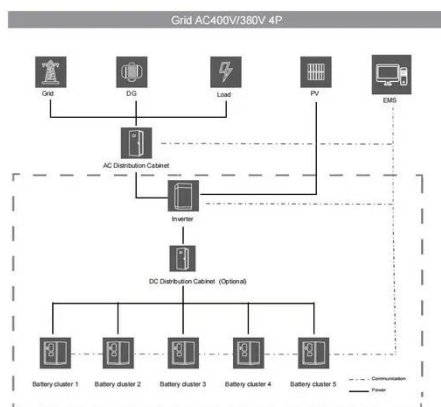 Grid AC400V/380V 4P
Grid
DG
Load
PV
EMS
AC Distribution Cabinet
Inverter
DC Distribution Cabinet (Optional)
Battery cluster 1
Battery cluster 2
Battery cluster 3
Battery cluster 4
Battery cluster 5
Communication
Power